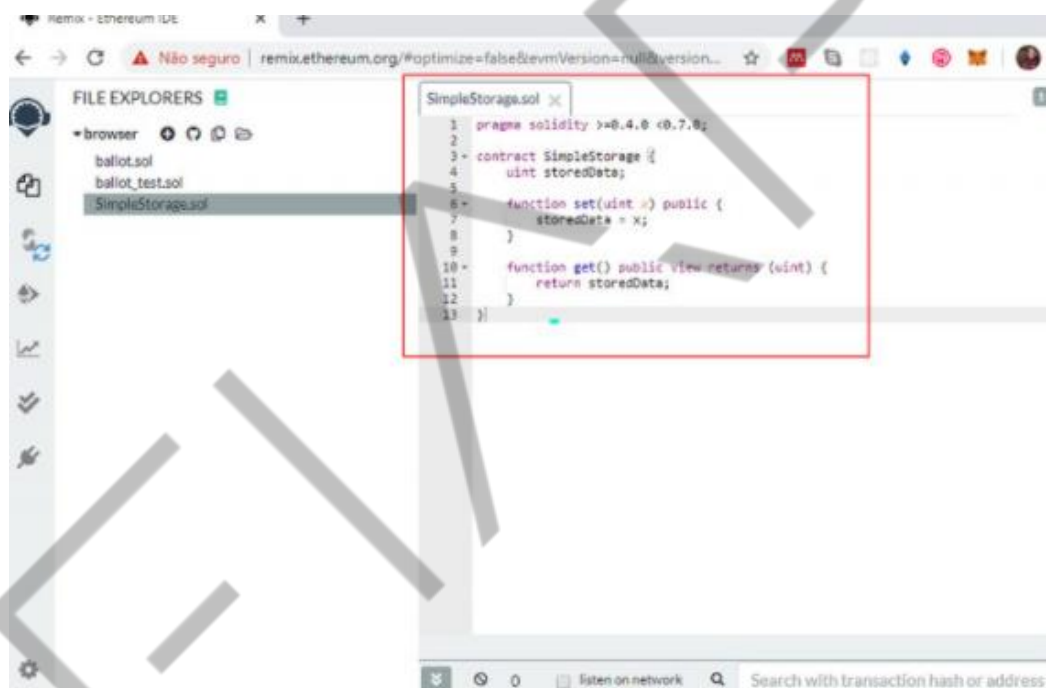 Remix - Ethereum IDE
Não seguro | remix.ethereum.org/#optimize=false&evmVersion=null&version...
FILE EXPLORERS
browser
ballot.sol
ballot_test.sol
SimpleStorage.sol
SimpleStorage.sol
1 pragma solidity >=0.4.0 <0.7.0;
2
3 contract SimpleStorage {
4 uint storedData;
5
6 function set(uint x) public {
7 storedData = x;
8 }
9
10 function get() public view returns (uint) {
11 return storedData;
12 }
13 }
0 listen on network Search with transaction hash or address